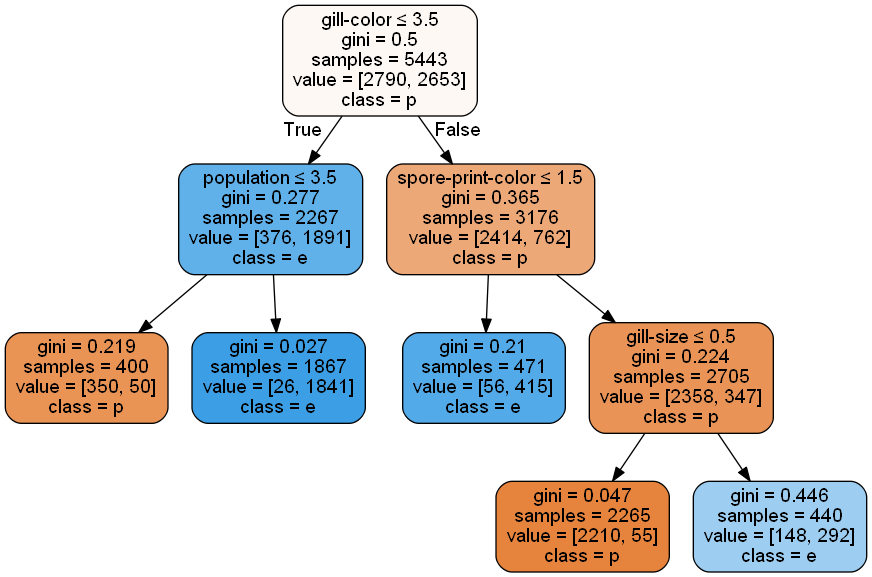 gill-color ≤ 3.5
gini = 0.5
samples = 5443
value = [2790, 2653]
class = p
True
False
population ≤ 3.5
gini = 0.277
samples = 2267
value = [376, 1891]
class = e
spore-print-color ≤ 1.5
gini = 0.365
samples = 3176
value = [2414, 762]
class = p
gini = 0.219
samples = 400
value = [350, 50]
class = p
gini = 0.027
samples = 1867
value = [26, 1841]
class = e
gini = 0.21
samples = 471
value = [56, 415]
class = e
gill-size ≤ 0.5
gini = 0.224
samples = 2705
value = [2358, 347]
class = p
gini = 0.047
samples = 2265
value = [2210, 55]
class = p
gini = 0.446
samples = 440
value = [148, 292]
class = e